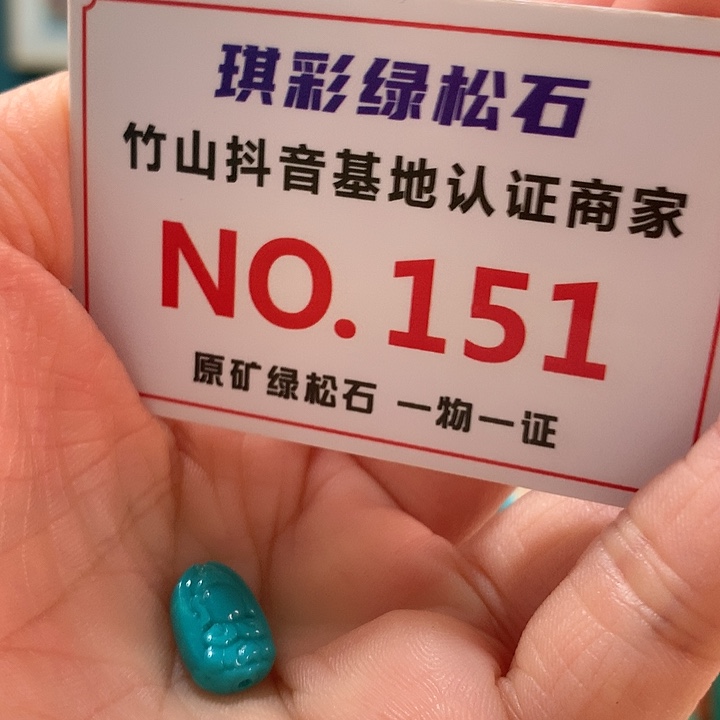 琪彩绿松石
竹山抖音基地认证商家
NO.151
原矿绿松石 一物一证